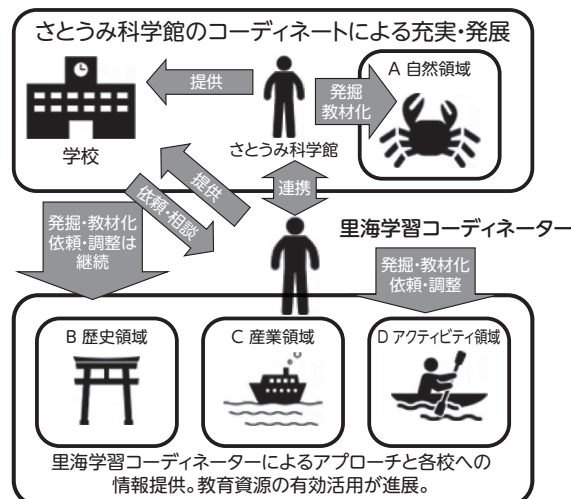 さとうみ科学館のコーディネートによる充実・発展
提供
発掘
教材化
A 自然領域
学校
さとうみ科学館
提供
依頼・相談
連携
里海学習コーディネーター
発掘・教材化
依頼・調整は
継続
発掘・教材化
依頼・調整
B 歴史領域
C 産業領域
D アクティビティ領域
里海学習コーディネーターによるアプローチと各校への
情報提供。教育資源の有効活用が進展。